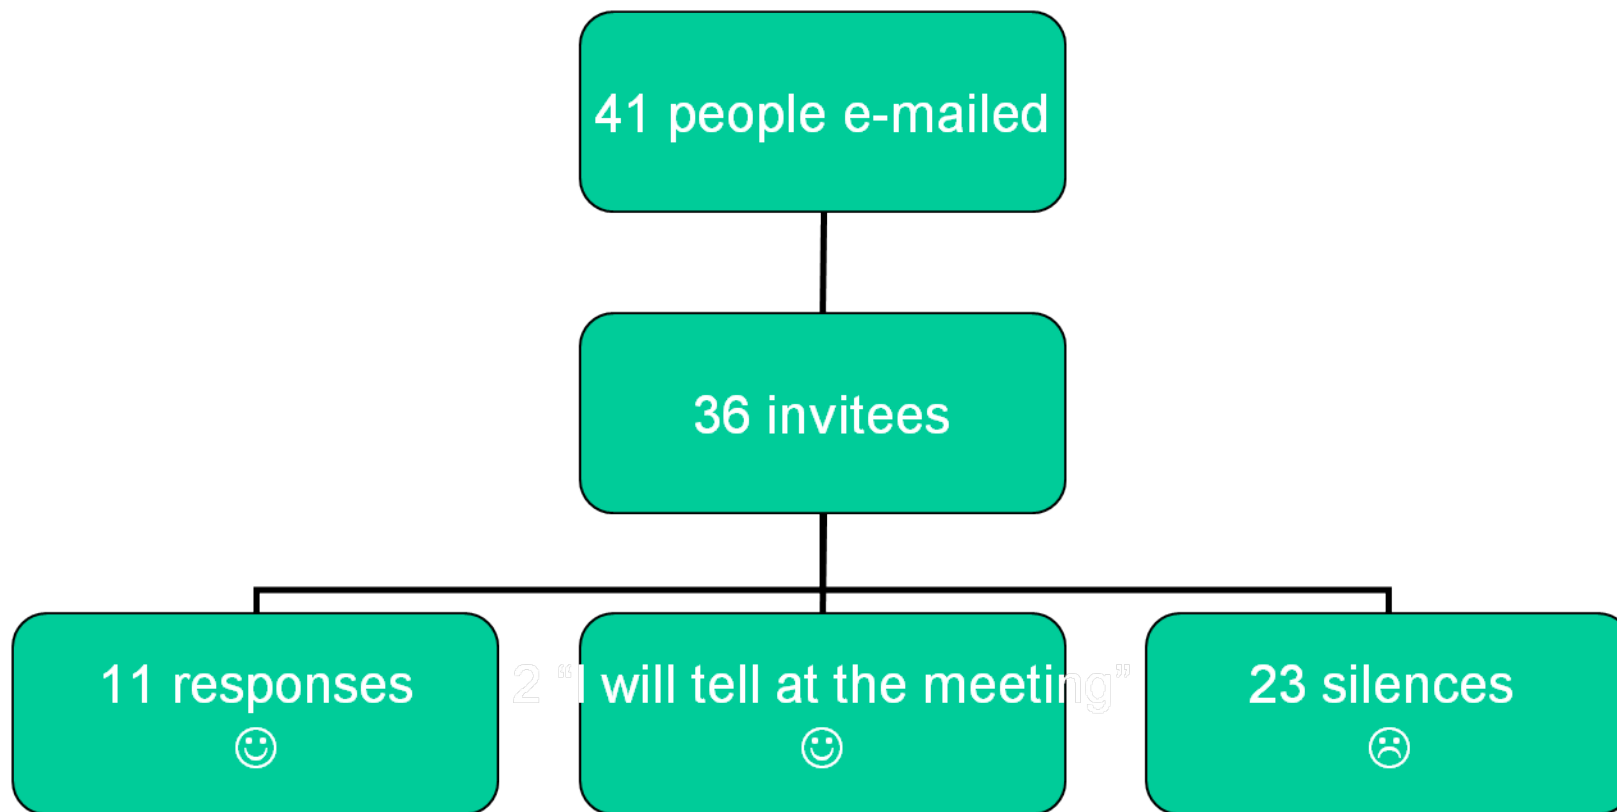 41 people e-mailed
36 invitees
11 responses
☺
2 “I will tell at the meeting”
☺
23 silences
☹